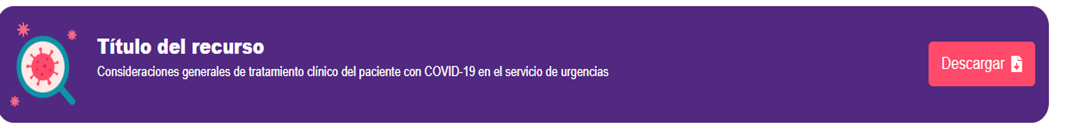 Título del recurso
Consideraciones generales de tratamiento clínico del paciente con COVID-19 en el servicio de urgencias
Descargar